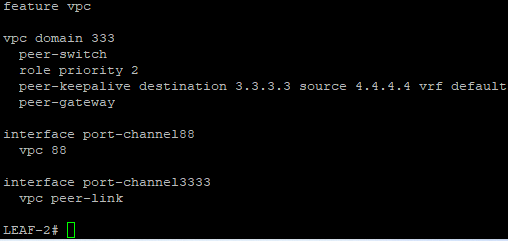 feature vpc
vpc domain 333
  peer-switch
  role priority 2
  peer-keepalive destination 3.3.3.3 source 4.4.4.4 vrf default
  peer-gateway
interface port-channel88
  vpc 88
interface port-channel3333
  vpc peer-link
LEAF-2#